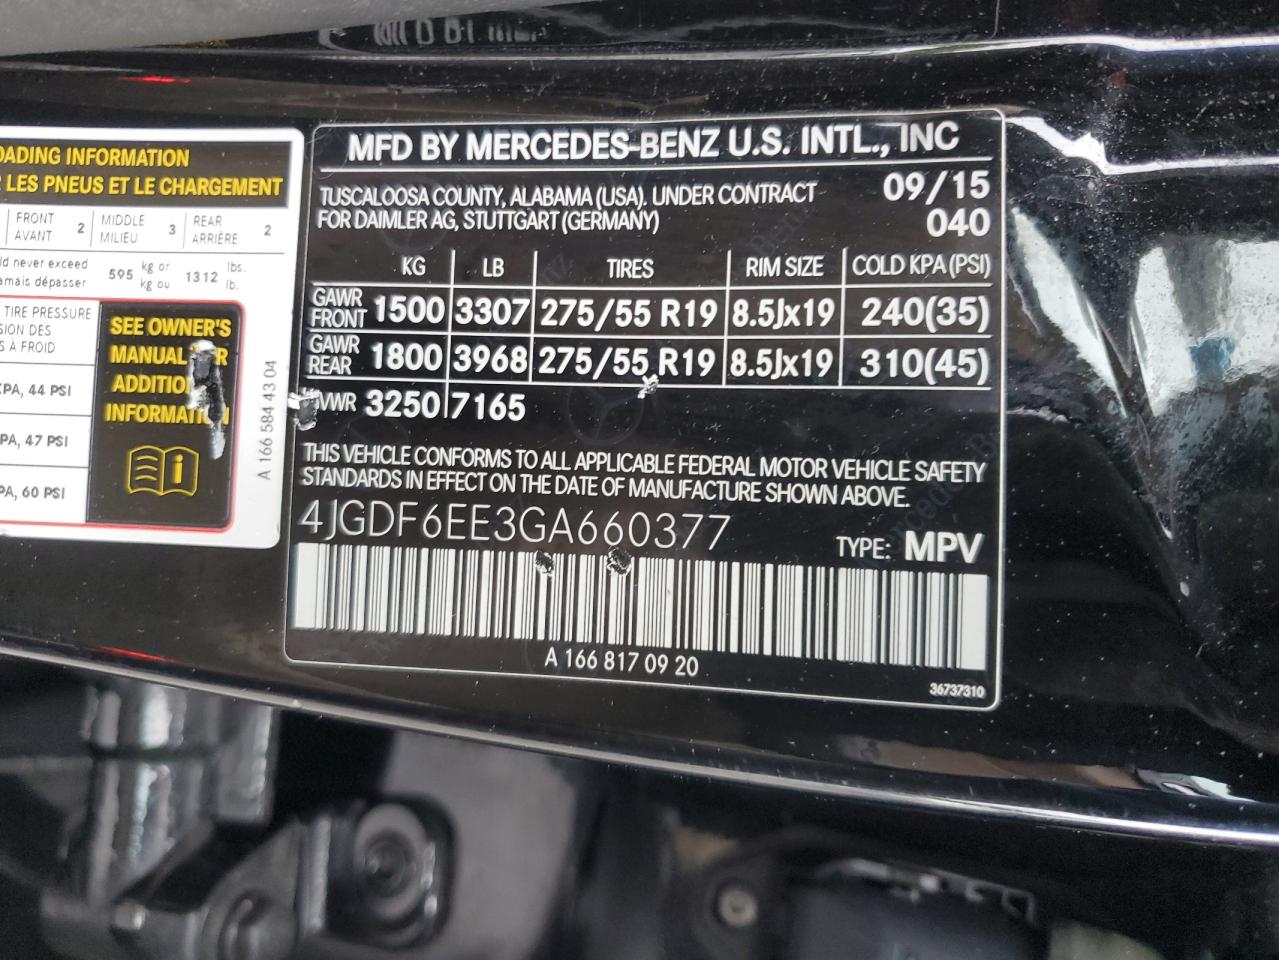 OADING INFORMATION
LES PNEUS ET LE CHARGEMENT
FRONT AVANT 2 MIDDLE MILIEU 3 REAR ARRIÈRE 2
ld never exceed
amais dépasser
595 kg or kg ou 1312 lbs. lb.
TIRE PRESSURE
SION DES
À FROID
PA, 44 PSI
PA, 47 PSI
PA, 60 PSI
SEE OWNER'S
MANUAL
ADDITIO
INFORMATION
A 166 584 43 04
MFD BY MERCEDES-BENZ U.S. INTL., INC
TUSCALOOSA COUNTY, ALABAMA (USA). UNDER CONTRACT 09/15
FOR DAIMLER AG, STUTTGART (GERMANY) 040
KG LB TIRES RIM SIZE COLD KPA(PSI)
GAWR FRONT 1500 3307 275/55 R19 8.5Jx19 240(35)
GAWR REAR 1800 3968 275/55 R19 8.5Jx19 310(45)
VWR 3250 7165
THIS VEHICLE CONFORMS TO ALL APPLICABLE FEDERAL MOTOR VEHICLE SAFETY
STANDARDS IN EFFECT ON THE DATE OF MANUFACTURE SHOWN ABOVE.
4JGDF6EE3GA660377
TYPE: MPV
A 166 817 09 20
36737310